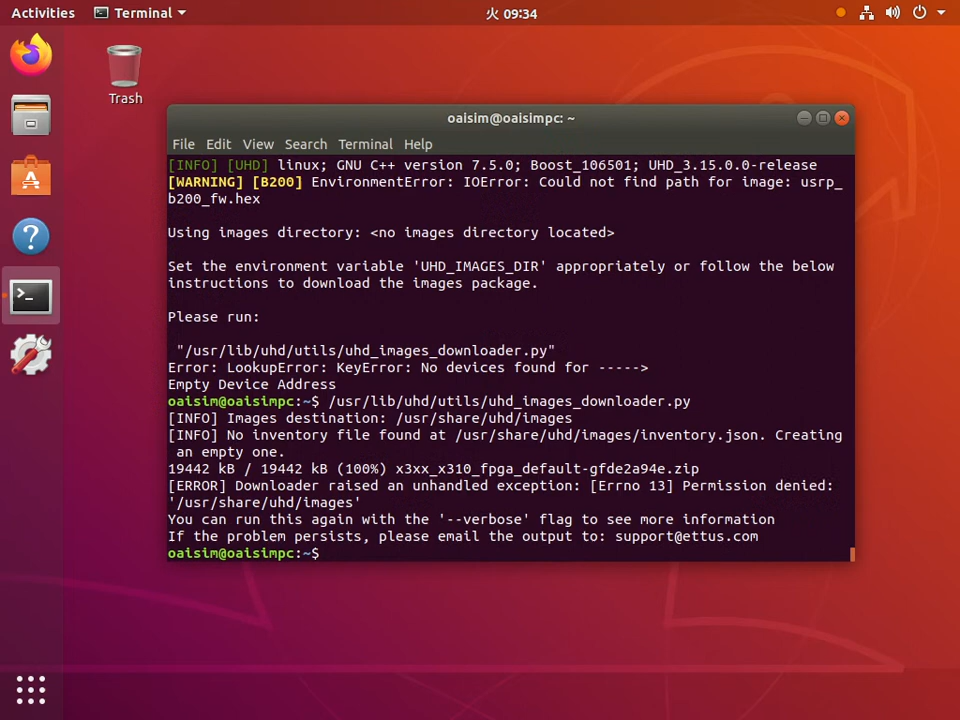 Activities
Terminal
火 09:34
Trash
oaisim@oaisimpc: ~
File Edit View Search Terminal Help
[INFO] [UHD] linux; GNU C++ version 7.5.0; Boost_106501; UHD_3.15.0.0-release
[WARNING] [B200] EnvironmentError: IOError: Could not find path for image: usrp_
b200_fw.hex
Using images directory: <no images directory located>
Set the environment variable 'UHD_IMAGES_DIR' appropriately or follow the below
instructions to download the images package.
Please run:
"/usr/lib/uhd/utils/uhd_images_downloader.py"
Error: LookupError: KeyError: No devices found for ----->
Empty Device Address
oaisim@oaisimpc:~$ /usr/lib/uhd/utils/uhd_images_downloader.py
[INFO] Images destination: /usr/share/uhd/images
[INFO] No inventory file found at /usr/share/uhd/images/inventory.json. Creating
an empty one.
19442 kB / 19442 kB (100%) x3xx_x310_fpga_default-gfde2a94e.zip
[ERROR] Downloader raised an unhandled exception: [Errno 13] Permission denied:
'/usr/share/uhd/images'
You can run this again with the '--verbose' flag to see more information
If the problem persists, please email the output to: support@ettus.com
oaisim@oaisimpc:~$